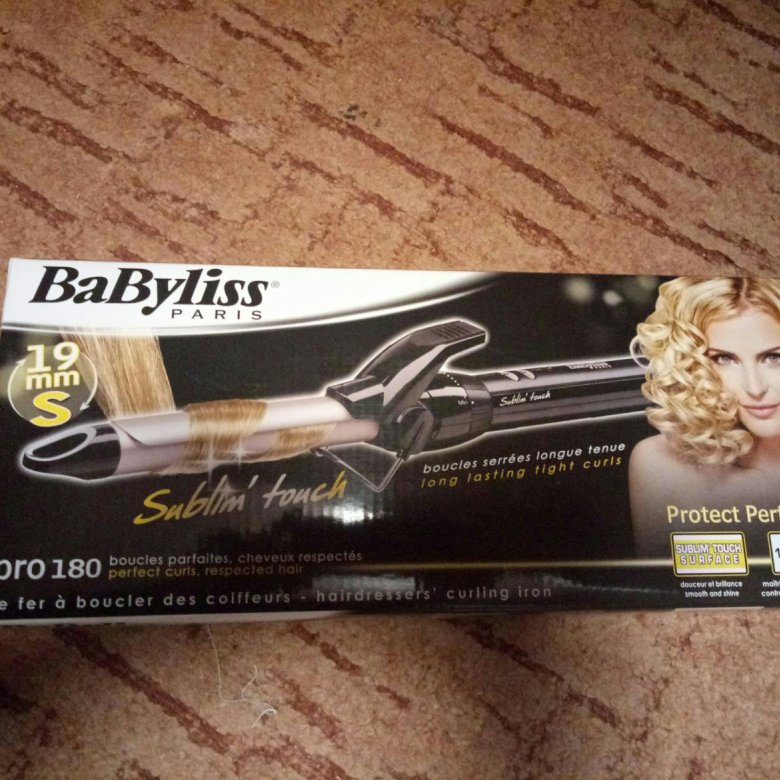 BaByliss®
PARIS
19
mm
S
Sublim' touch
Sublim' touch
boucles serrées longue tenue
long lasting tight curls
pro 180
boucles parfaites, cheveux respectés
perfect curls, respected hair
fer à boucler des coiffeurs - hairdressers' curling iron
Protect
SUBLIM'TOUCH
SURFACE
douceur et brillance
smooth and shine